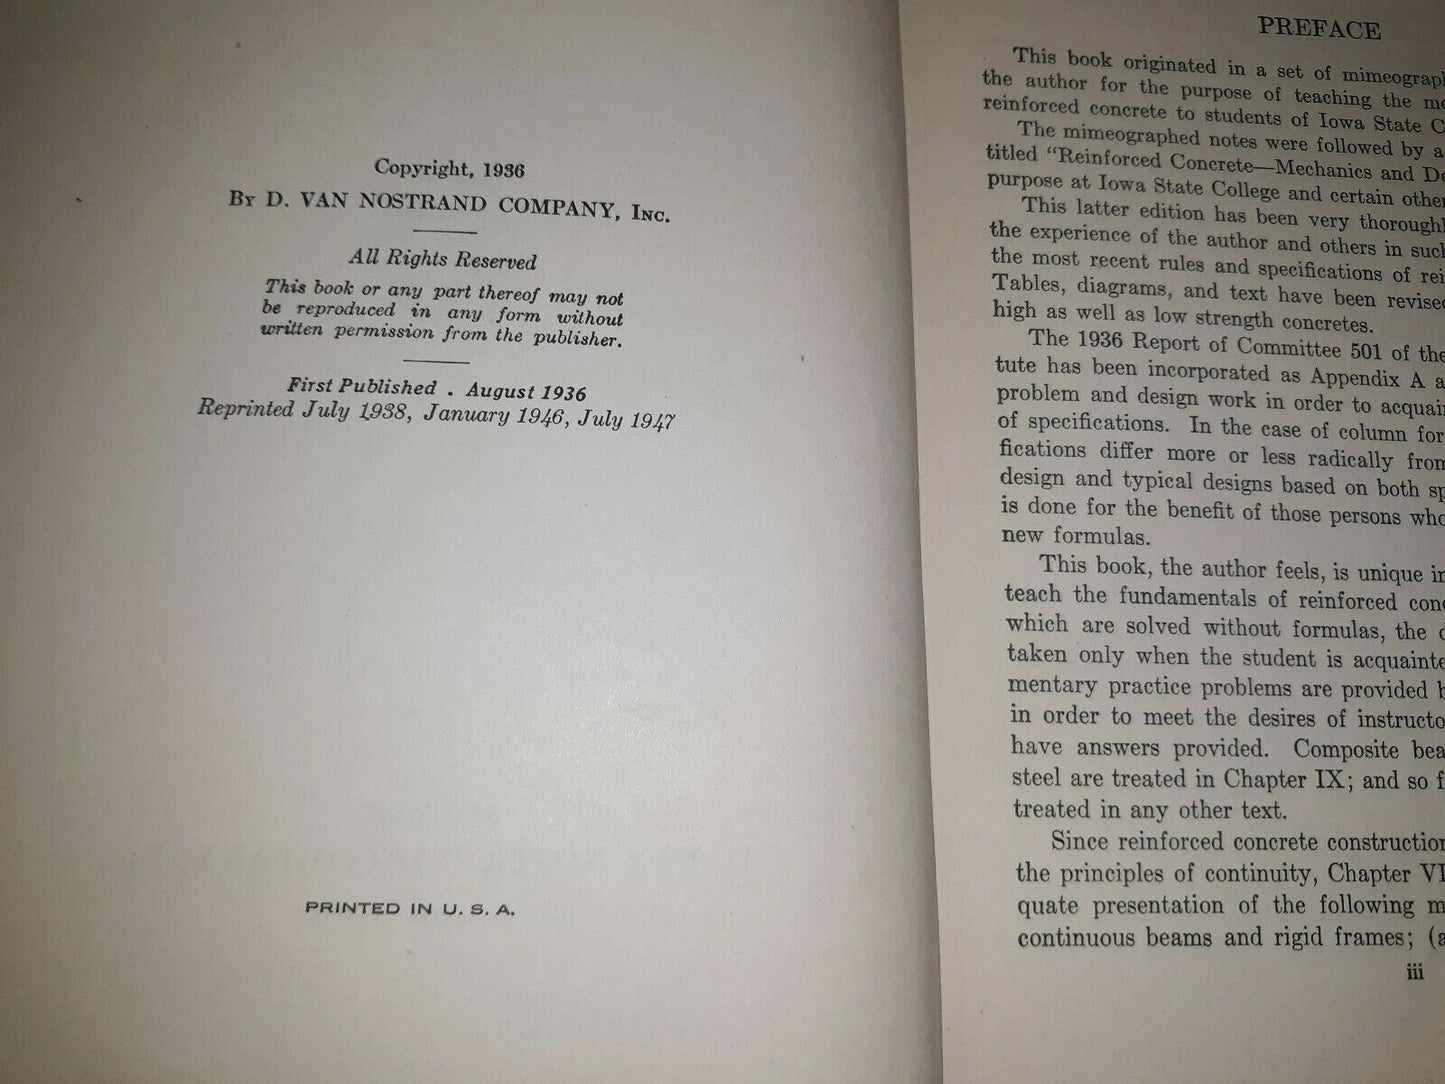 Copyright, 1936
By D. VAN NOSTRAND COMPANY, Inc.
All Rights Reserved
This book or any part thereof may not
be reproduced in any form without
written permission from the publisher.
First Published . August 1936
Reprinted July 1938, January 1946, July 1947
PRINTED IN U. S. A.
PREFACE
This book originated in a set of mimeograph
the author for the purpose of teaching the me
reinforced concrete to students of Iowa State C
The mimeographed notes were followed by a
titled "Reinforced Concrete—Mechanics and De
purpose at Iowa State College and certain other
This latter edition has been very thoroughl
the experience of the author and others in such
the most recent rules and specifications of rei
Tables, diagrams, and text have been revised
high as well as low strength concretes.
The 1936 Report of Committee 501 of the
tute has been incorporated as Appendix A a
problem and design work in order to acquain
of specifications. In the case of column for
fications differ more or less radically from
design and typical designs based on both sp
is done for the benefit of those persons who
new formulas.
This book, the author feels, is unique in
teach the fundamentals of reinforced conc
which are solved without formulas, the d
taken only when the student is acquainte
mentary practice problems are provided b
in order to meet the desires of instructo
have answers provided. Composite bea
steel are treated in Chapter IX; and so f
treated in any other text.
Since reinforced concrete construction
the principles of continuity, Chapter VI
quate presentation of the following m
continuous beams and rigid frames; (a
iii